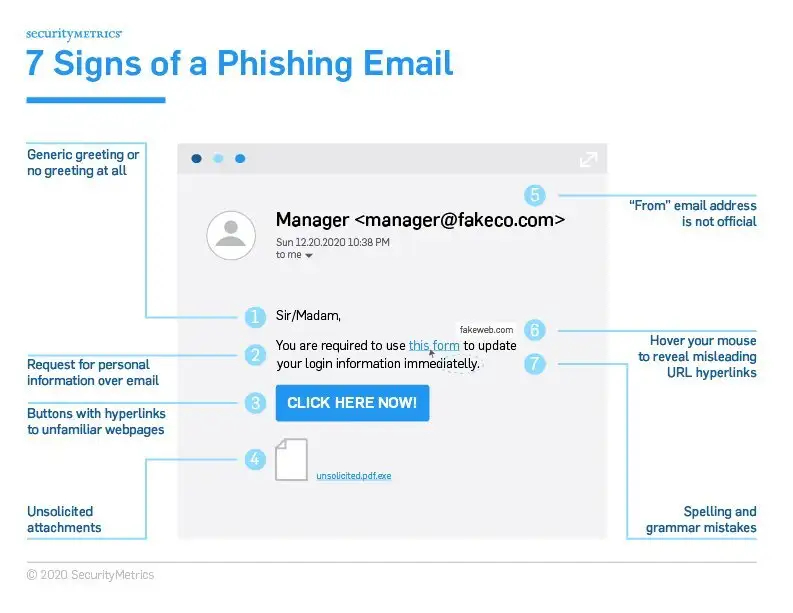 securityMETRICS®
7 Signs of a Phishing Email
Generic greeting or
no greeting at all
5
"From" email address
is not official
Manager <manager@fakeco.com>
Sun 12.20.2020 10:38 PM
to me
1
Sir/Madam,
fakeweb.com
6
Hover your mouse
to reveal misleading
URL hyperlinks
2
You are required to use this form to update
your login information immediatelly.
7
Request for personal
information over email
Buttons with hyperlinks
to unfamiliar webpages
3
CLICK HERE NOW!
4
unsolicited.pdf.exe
Unsolicited
attachments
Spelling and
grammar mistakes
© 2020 SecurityMetrics